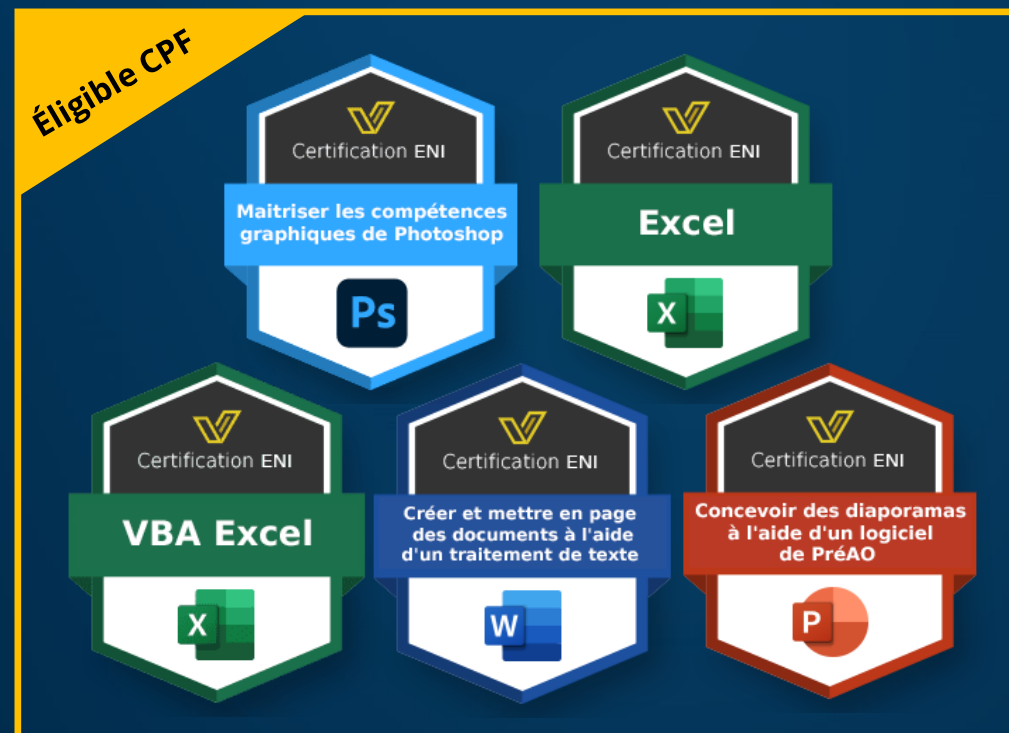 Éligible CPF
Certification ENI
Maitriser les compétences
graphiques de Photoshop
Ps
Certification ENI
Excel
X
Certification ENI
VBA Excel
X
Certification ENI
Créer et mettre en page
des documents à l'aide
d'un traitement de texte
W
Certification ENI
Concevoir des diaporamas
à l'aide d'un logiciel
de PréAO
P